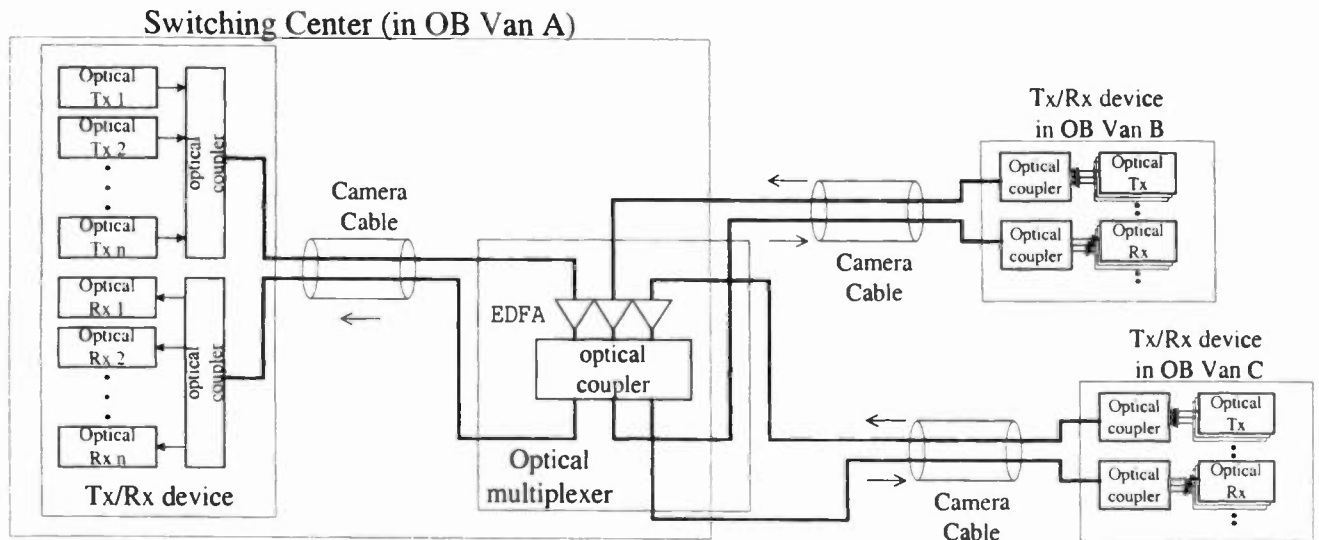 Switching Center (in OB Van A)
Optical
Tx 1
Optical
Tx 2
Optical
Tx n
optical
coupler
Optical
Rx 1
Optical
Rx 2
Optical
Rx n
optical
coupler
Tx/Rx device
Camera
Cable
EDFA
optical
coupler
Optical
multiplexer
Camera
Cable
Tx/Rx device
in OB Van B
Optical
coupler
Optical
Tx
Optical
coupler
Optical
Rx
Camera
Cable
Tx/Rx device
in OB Van C
Optical
coupler
Optical
Tx
Optical
coupler
Optical
Rx